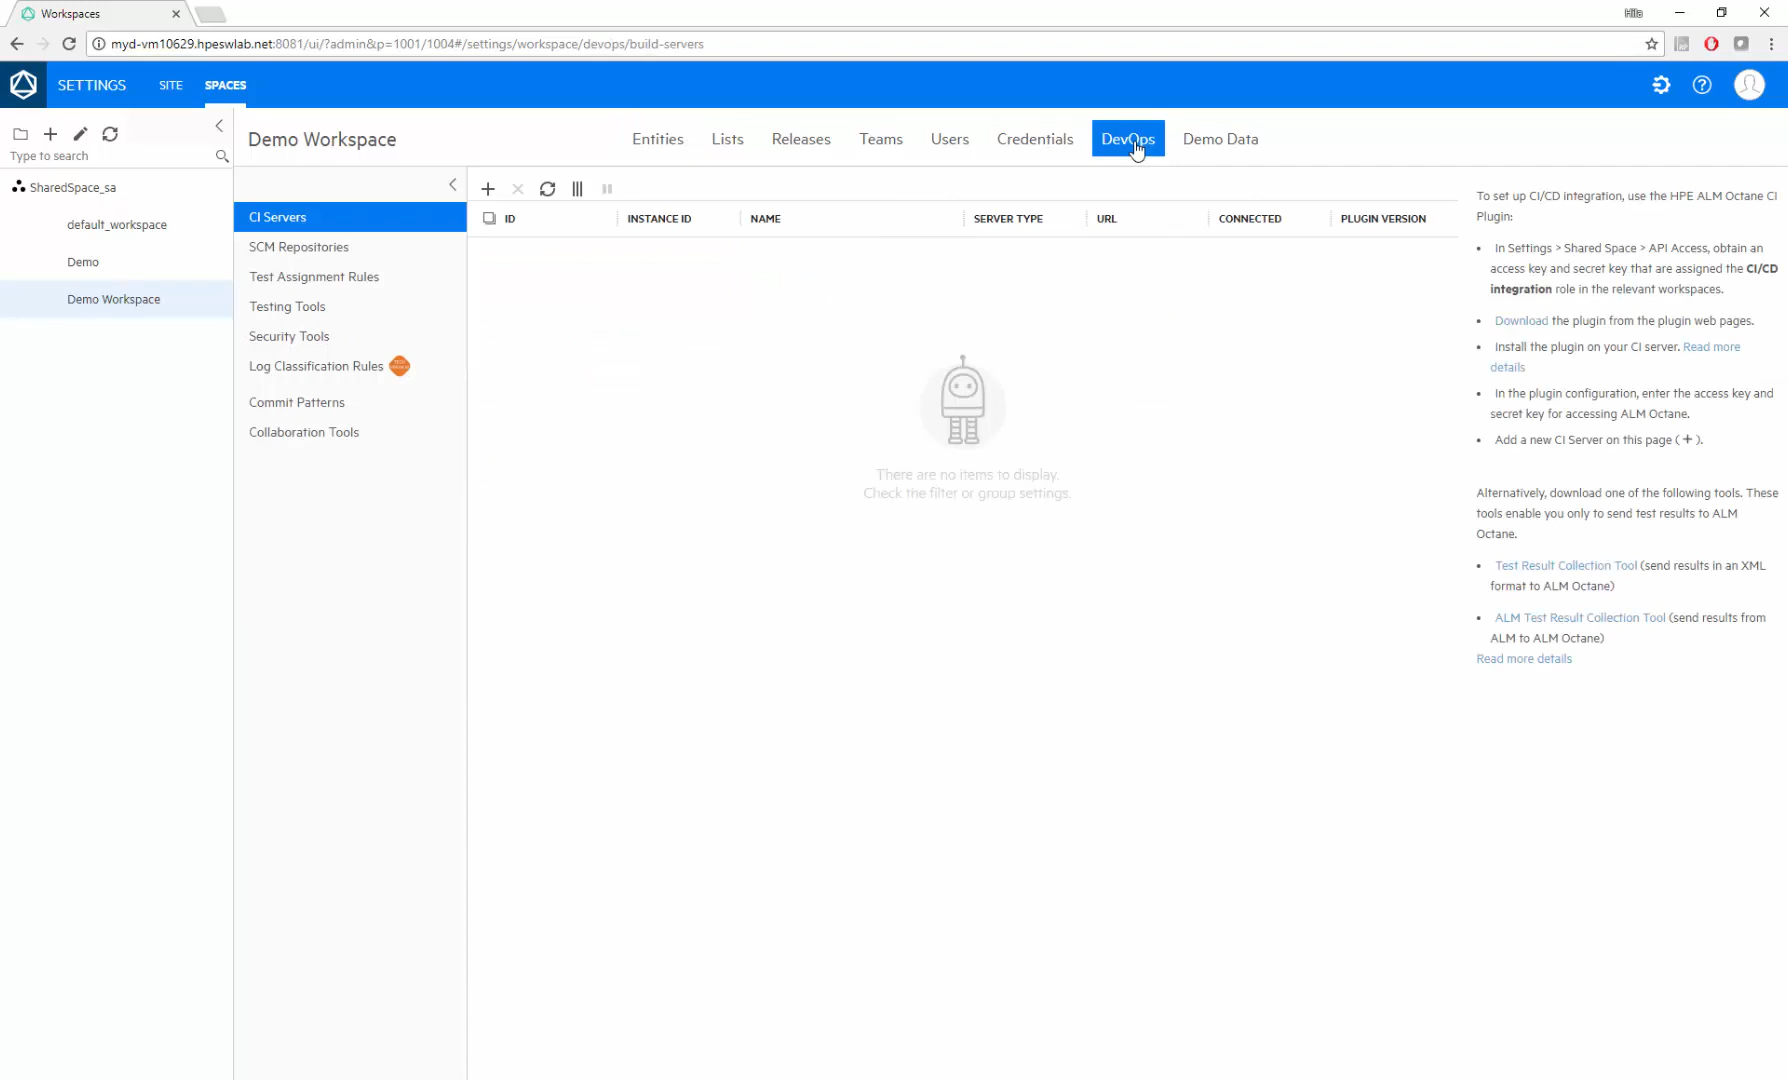 Workspaces
Hila
myd-vm10629.hpeswlab.net:8081/ui/?admin&p=1001/1004#/settings/workspace/devops/build-servers
SETTINGS SITE SPACES
Type to search
SharedSpace_sa
default_workspace
Demo
Demo Workspace
Demo Workspace
Entities Lists Releases Teams Users Credentials DevOps Demo Data
CI Servers
SCM Repositories
Test Assignment Rules
Testing Tools
Security Tools
Log Classification Rules
Commit Patterns
Collaboration Tools
ID INSTANCE ID NAME SERVER TYPE URL CONNECTED PLUGIN VERSION
There are no items to display.
Check the filter or group settings.
To set up CI/CD integration, use the HPE ALM Octane CI
Plugin:
• In Settings > Shared Space > API Access, obtain an
access key and secret key that are assigned the CI/CD
integration role in the relevant workspaces.
• Download the plugin from the plugin web pages.
• Install the plugin on your CI server. Read more
details
• In the plugin configuration, enter the access key and
secret key for accessing ALM Octane.
• Add a new CI Server on this page ( + ).
Alternatively, download one of the following tools. These
tools enable you only to send test results to ALM
Octane.
• Test Result Collection Tool (send results in an XML
format to ALM Octane)
• ALM Test Result Collection Tool (send results from
ALM to ALM Octane)
Read more details